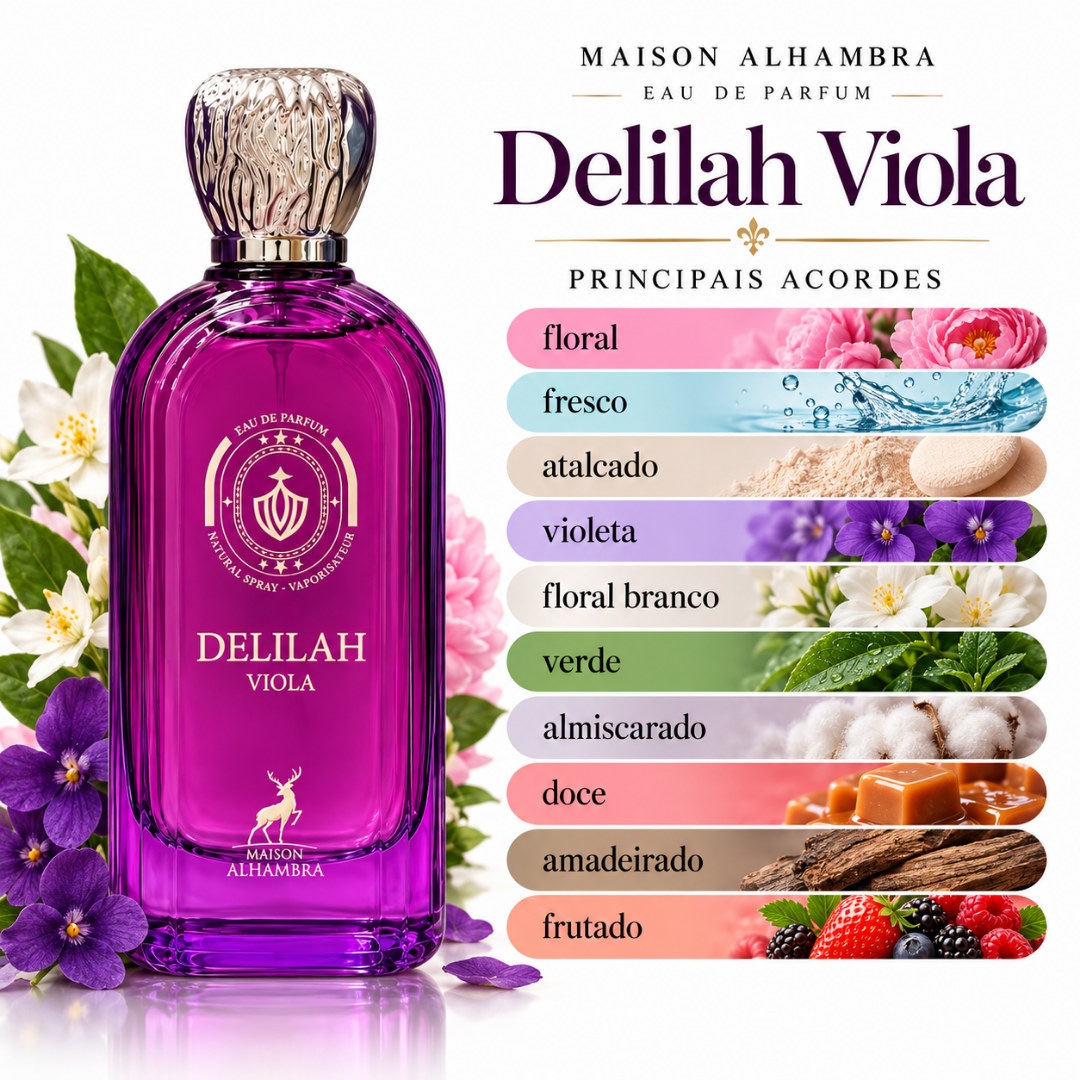 MAISON ALHAMBRA
EAU DE PARFUM
Delilah Viola
PRINCIPAIS ACORDES
floral
fresco
atalcado
violeta
floral branco
verde
almiscarado
doce
amadeirado
frutado
EAU DE PARFUM
NATURAL SPRAY - VAPORISATEUR
DELILAH
VIOLA
MAISON
ALHAMBRA